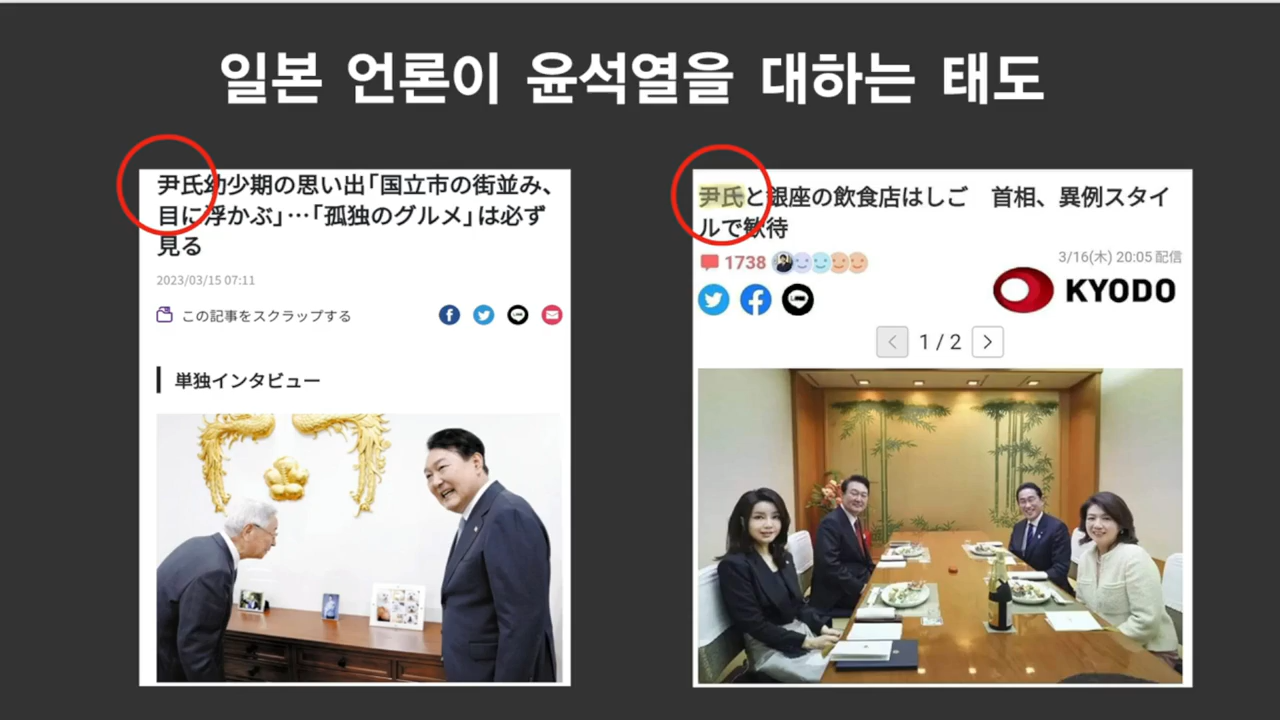 일본 언론이 윤석열을 대하는 태도
尹氏幼少期の思い出「国立市の街並み、
目に浮かぶ」…「孤独のグルメ」は必ず
見る
2023/03/15 07:11
この記事をスクラップする
単独インタビュー
尹氏と銀座の飲食店はしご　首相、異例スタイ
ルで歓待
1738
3/16(木) 20:05 配信
KYODO
1 / 2